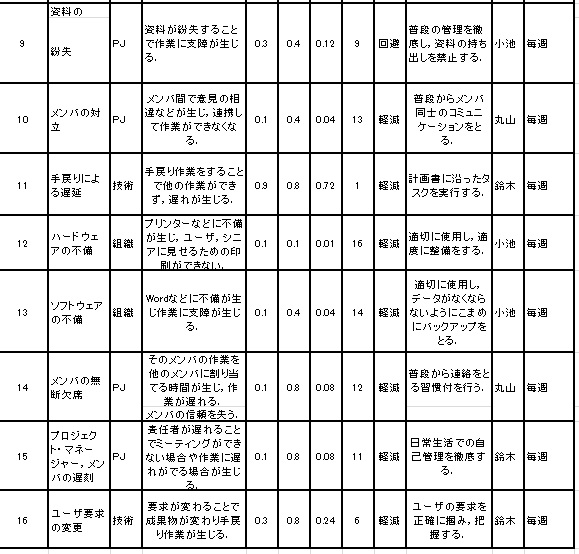 資料の
紛失
9
PJ
資料が紛失すること
で作業に支障が生じ
る.
0.3
0.4
0.12
9
回避
普段の管理を徹
底し,資料の持ち
出しを禁止する.
小池
毎週
10
メンバの対
立
PJ
メンバ間で意見の相
違などが生じ,連携し
て作業ができなくな
る.
0.1
0.4
0.04
13
軽減
普段からメンバ
同士のコミュニ
ケーションをと
る.
丸山
毎週
11
手戻りによ
る遅延
技術
手戻り作業をすること
で他の作業ができ
ず,遅れが生じる.
0.9
0.8
0.72
1
軽減
計画書に沿ったタ
スクを実行する.
鈴木
毎週
12
ハードウェ
アの不備
組織
プリンターなどに不備
が生じ,ユーザ,シニ
アに見せるための印
刷ができない.
0.1
0.1
0.01
16
軽減
適切に使用し,適
度に整備をする.
小池
毎週
13
ソフトウェア
の不備
組織
Wordなどに不備が生
じ作業に支障が生じ
る.
0.1
0.4
0.04
14
軽減
適切に使用し,
データがなくなら
ないようにこまめ
にバックアップを
とる.
小池
毎週
14
メンバの無
断欠席
PJ
そのメンバの作業を
他のメンバに割り当
てる時間が生じ,作
業が遅れる.
メンバの信頼を失う.
0.1
0.8
0.08
12
軽減
普段から連絡をと
る習慣付を行う.
丸山
毎週
15
プロジェク
ト・マネー
ジャー,メン
バの遅刻
PJ
責任者が遅れること
でミーティングができ
ない場合や作業に遅
れがでる場合が生じ
る.
0.1
0.8
0.08
11
軽減
日常生活での自
己管理を徹底す
る.
鈴木
毎週
16
ユーザ要求
の変更
技術
要求が変わることで
成果物が変わり手戻
り作業が生じる.
0.3
0.8
0.24
6
軽減
ユーザの要求を
正確に掴み,把
握する.
鈴木
毎週